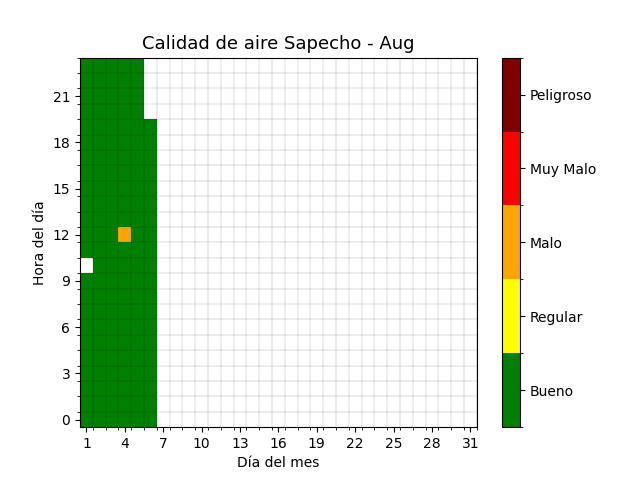 Calidad de aire Sapecho - Aug
Hora del día
21
18
15
12
9
6
3
0
1 4 7 10 13 16 19 22 25 28 31
Día del mes
Peligroso
Muy Malo
Malo
Regular
Bueno